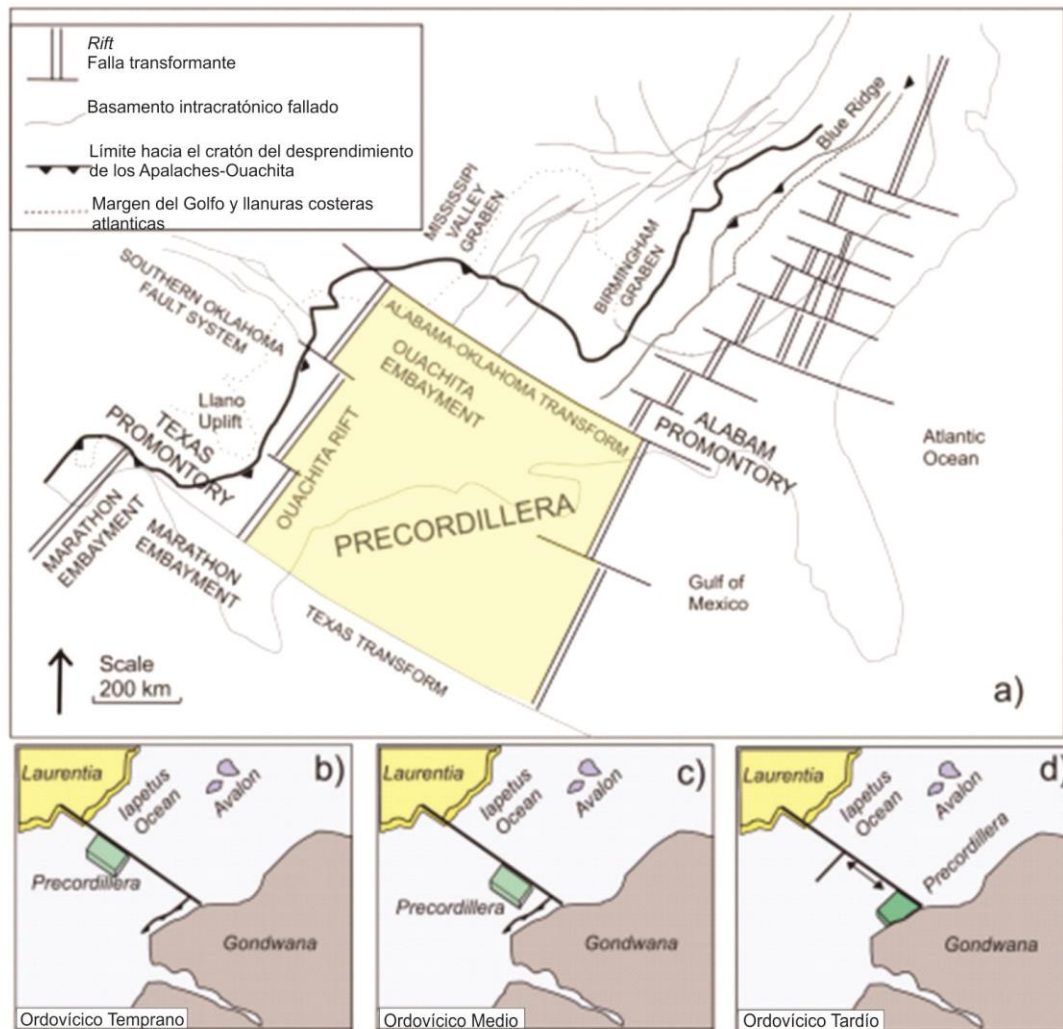 Rift
Falla transformante
Basamento intracratónico fallado
Límite hacia el cratón del desprendimiento
de los Apalaches-Ouachita
Margen del Golfo y llanuras costeras
atlanticas
Blue Ridge
MISSISSIPI
VALLEY
GRABEN
BIRMINGHAM
GRABEN
SOUTHERN OKLAHOMA
FAULT SYSTEM
ALABAMA-OKLAHOMA TRANSFORM
OUACHITA
EMBAYMENT
Llano
Uplift
TEXAS
PROMONTORY
OUACHITA RIFT
ALABAM
PROMONTORY
Atlantic
Ocean
PRECORDILLERA
MARATHON
EMBAYMENT
MARATHON
EMBAYMENT
Gulf of
Mexico
TEXAS TRANSFORM
Scale
200 km
a)
Laurentia
Iapetus
Ocean
Avalon
b)
Precordillera
Gondwana
Ordovícico Temprano
Laurentia
Iapetus
Ocean
Avalon
c)
Precordillera
Gondwana
Ordovícico Medio
Laurentia
Iapetus
Ocean
Avalon
d)
Precordillera
Gondwana
Ordovícico Tardío